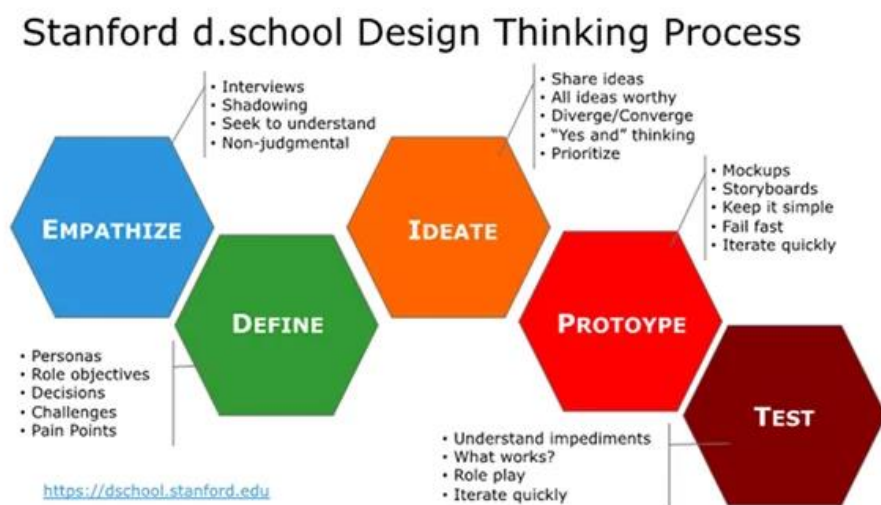 Stanford d.school Design Thinking Process
• Interviews
• Shadowing
• Seek to understand
• Non-judgmental
EMPATHIZE
• Personas
• Role objectives
• Decisions
• Challenges
• Pain Points
DEFINE
• Share ideas
• All ideas worthy
• Diverge/Converge
• “Yes and” thinking
• Prioritize
IDEATE
• Mockups
• Storyboards
• Keep it simple
• Fail fast
• Iterate quickly
PROTOYPE
• Understand impediments
• What works?
• Role play
• Iterate quickly
TEST
https://dschool.stanford.edu